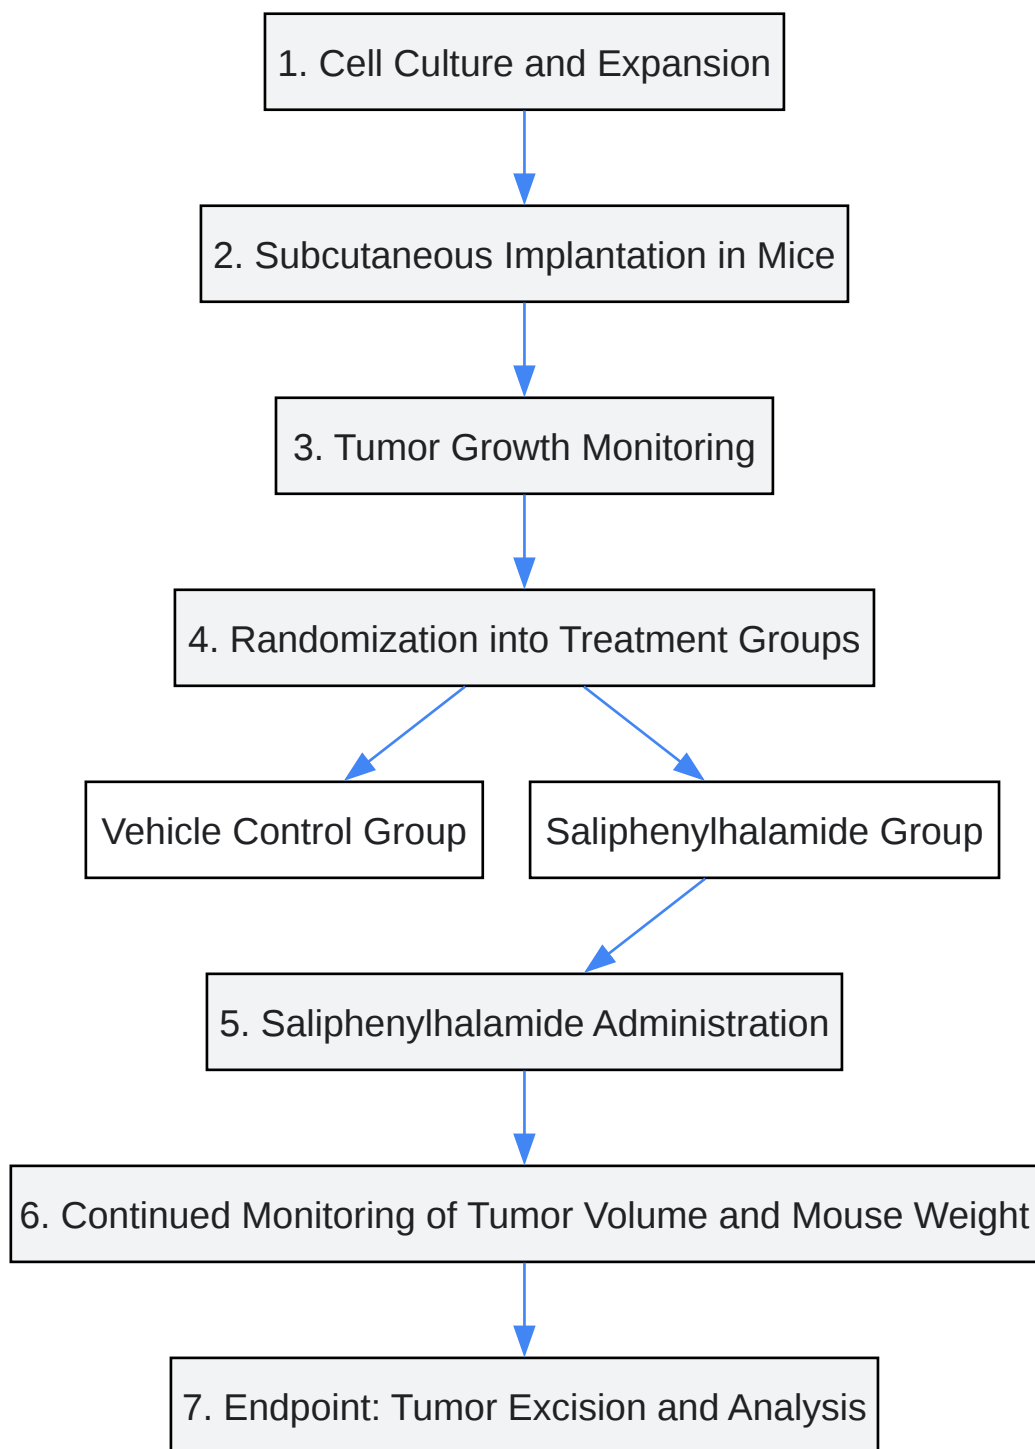 1. Cell Culture and Expansion
2. Subcutaneous Implantation in Mice
3. Tumor Growth Monitoring
4. Randomization into Treatment Groups
Vehicle Control Group
Saliphenylhalamide Group
5. Saliphenylhalamide Administration
6. Continued Monitoring of Tumor Volume and Mouse Weight
7. Endpoint: Tumor Excision and Analysis